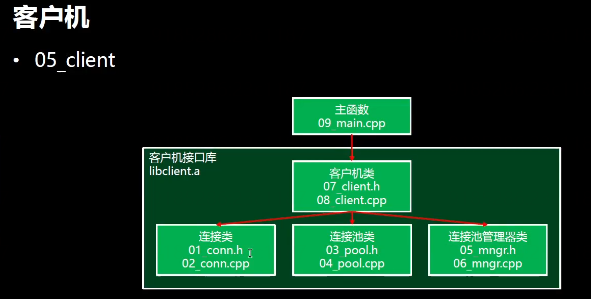 客户机
• 05_client
主函数
09_main.cpp
客户机接口库
libclient.a
客户机类
07_client.h
08_client.cpp
连接类
01_conn.h
02_conn.cpp
连接池类
03_pool.h
04_pool.cpp
连接池管理器类
05_mngr.h
06_mngr.cpp